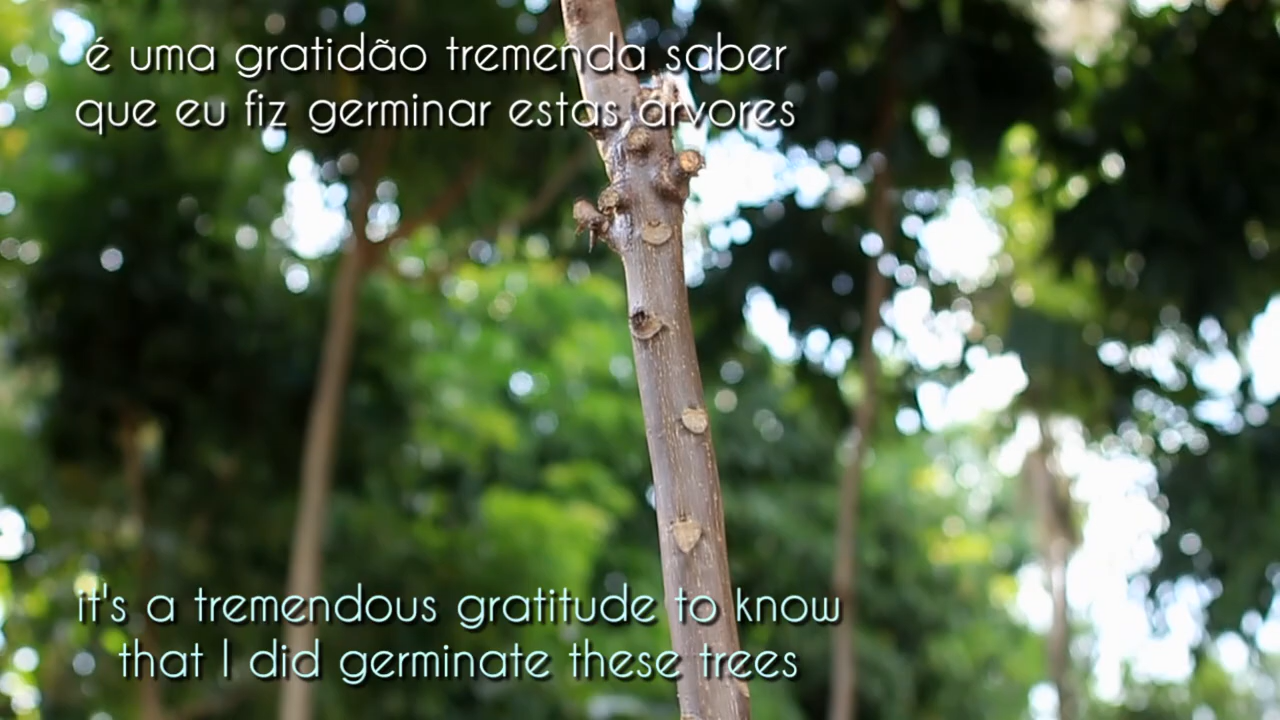 é uma gratidão tremenda saber
que eu fiz germinar estas árvores
it's a tremendous gratitude to know
that I did germinate these trees